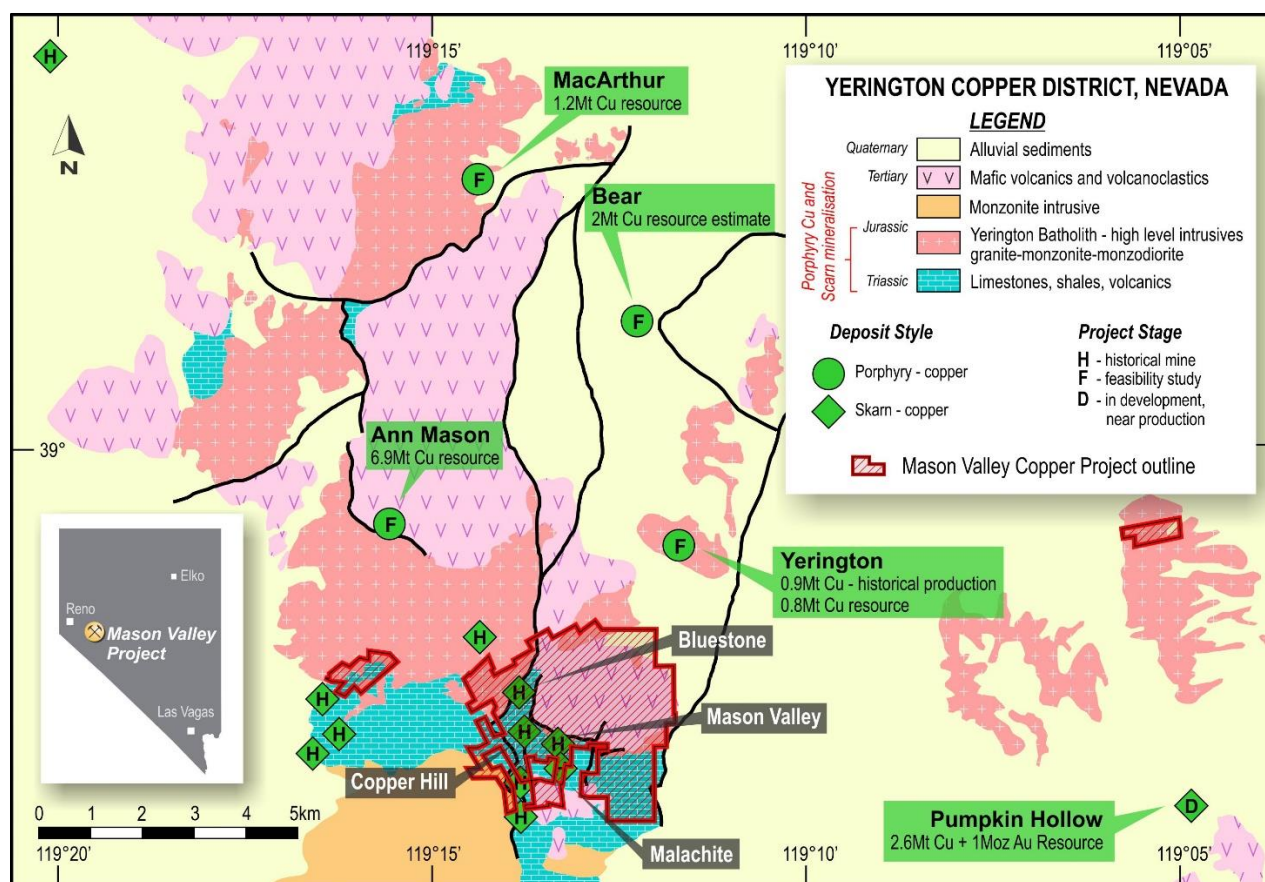 119°15'
119°10'
119°05'
H
N
MacArthur
1.2Mt Cu resource
F
Bear
2Mt Cu resource estimate
F
YERINGTON COPPER DISTRICT, NEVADA
LEGEND
Quaternary
Alluvial sediments
Tertiary
Mafic volcanics and volcanoclastics
Monzonite intrusive
Porphyry Cu and
Scarn mineralisation
Jurassic
Yerington Batholith - high level intrusives
granite-monzonite-monzodiorite
Triassic
Limestones, shales, volcanics
Deposit Style
Porphyry - copper
Skarn - copper
Project Stage
H - historical mine
F - feasibility study
D - in development,
near production
Mason Valley Copper Project outline
39°
Ann Mason
6.9Mt Cu resource
F
F
Yerington
0.9Mt Cu - historical production
0.8Mt Cu resource
Elko
Reno
Mason Valley
Project
Las Vagas
H
Bluestone
H
H
Mason Valley
H
H
H
H
Copper Hill
H
H
H
Malachite
Pumpkin Hollow
2.6Mt Cu + 1Moz Au Resource
D
0 1 2 3 4 5km
119°20'
119°15'
119°10'
119°05'